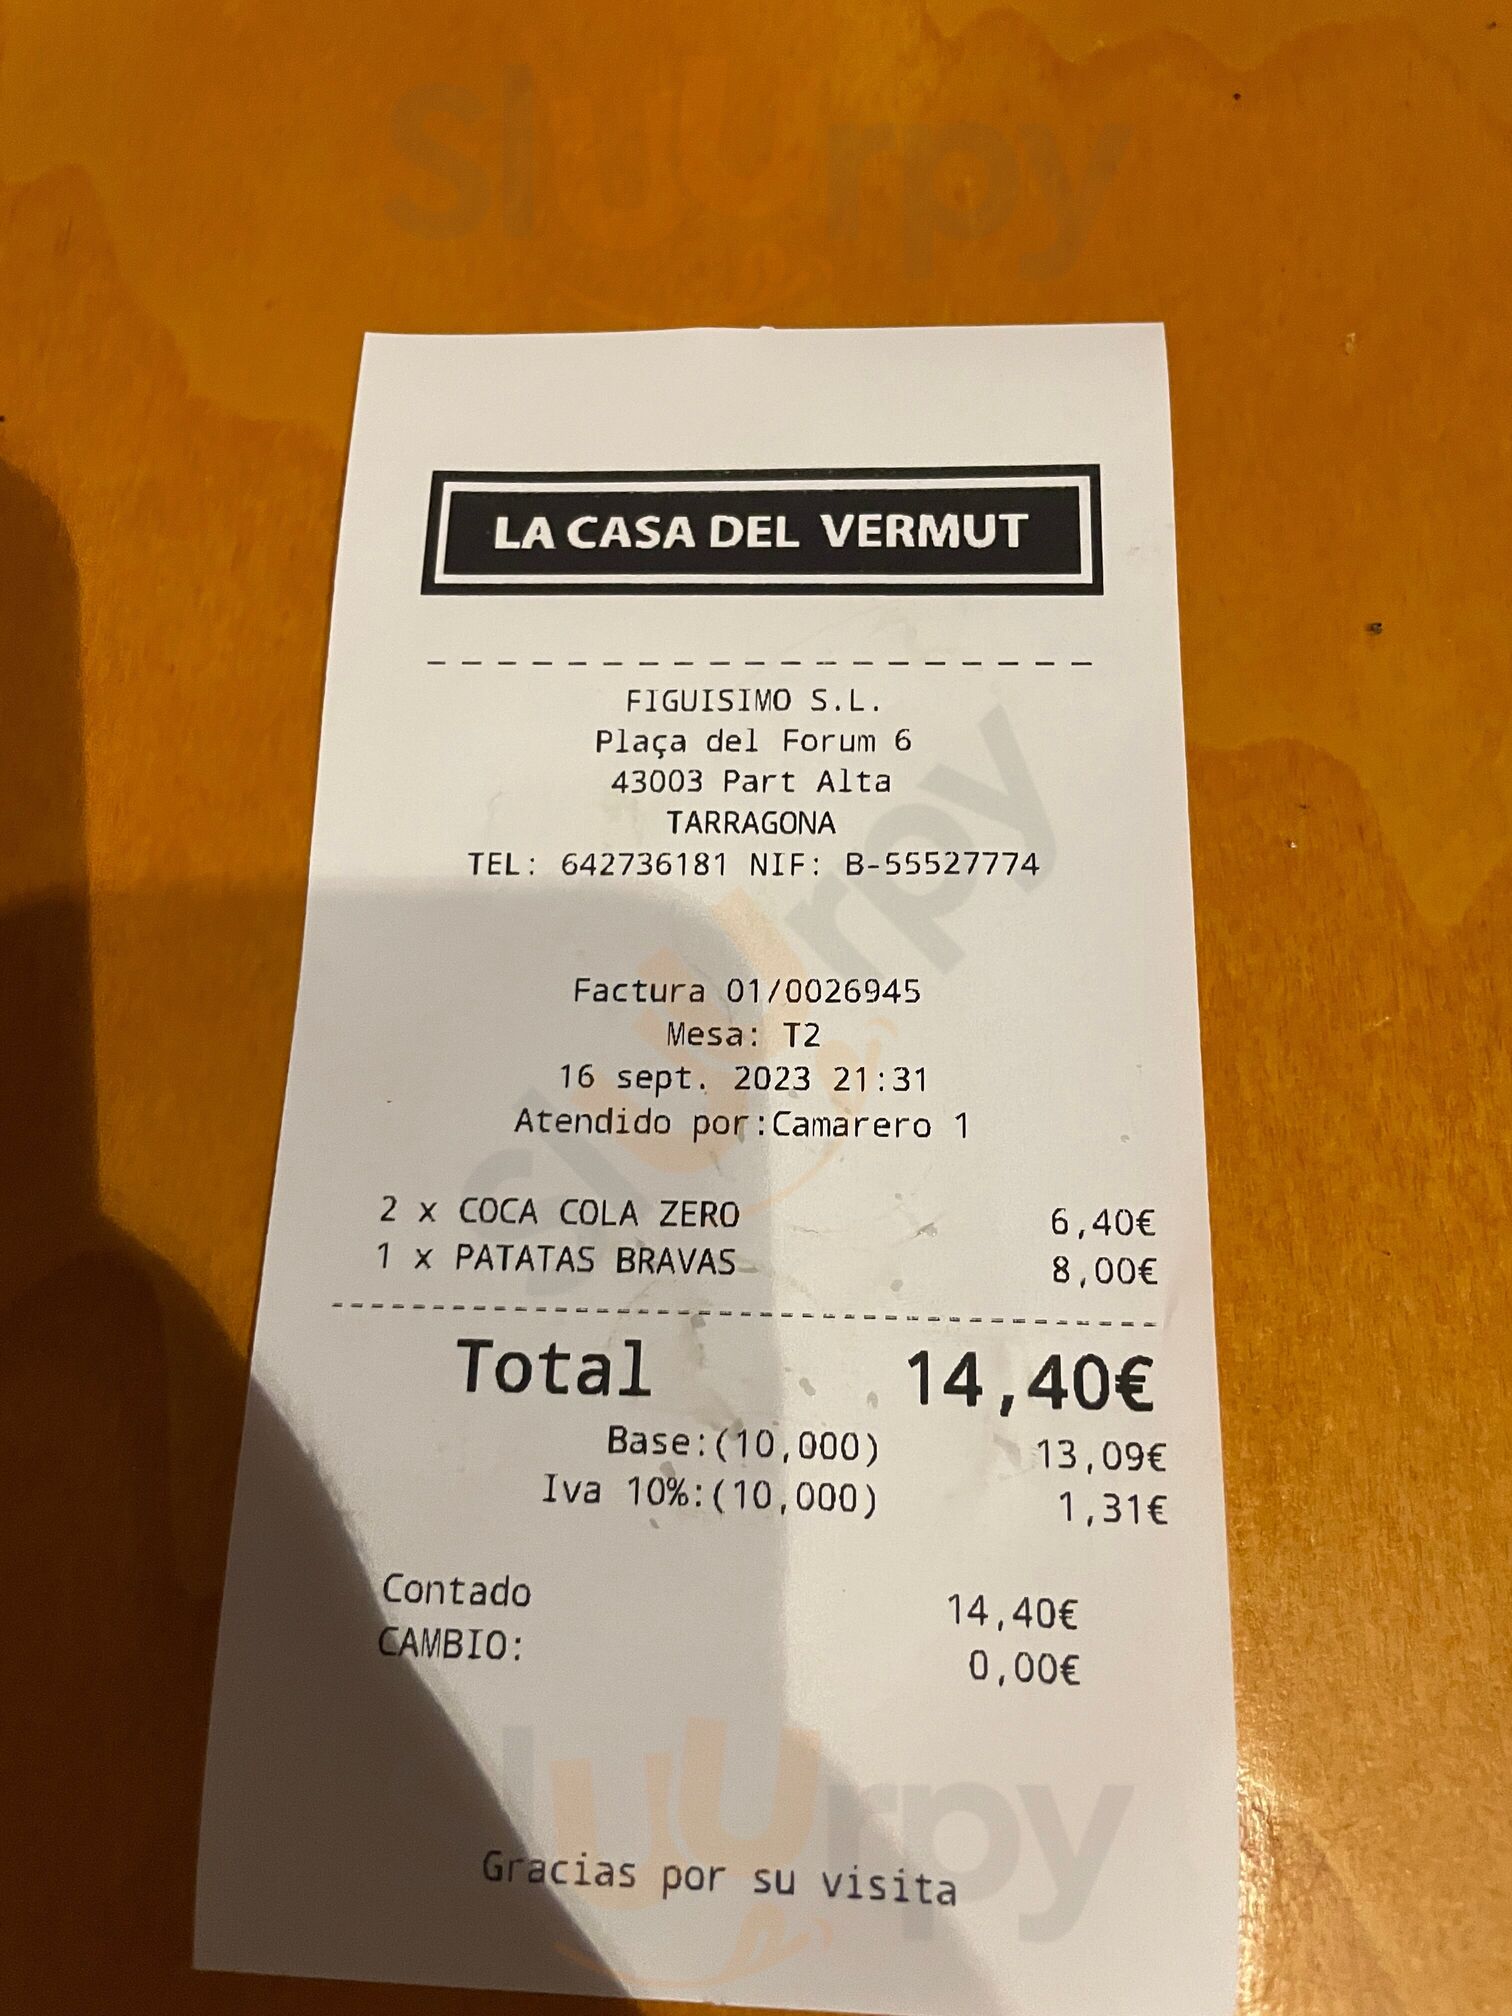 Sluurpy
LA CASA DEL VERMUT
FIGUISIMO S.L.
Plaça del Forum 6
43003 Part Alta
TARRAGONA
TEL: 642736181 NIF: B-55527774
Sluurpy
Factura 01/0026945
Mesa: T2
16 sept. 2023 21:31
Atendido por:Camarero 1
2 x COCA COLA ZERO 6,40€
1 x PATATAS BRAVAS 8,00€
Total 14,40€
Base:(10,000) 13,09€
Iva 10%:(10,000) 1,31€
Contado 14,40€
CAMBIO: 0,00€
Sluurpy
Gracias por su visita